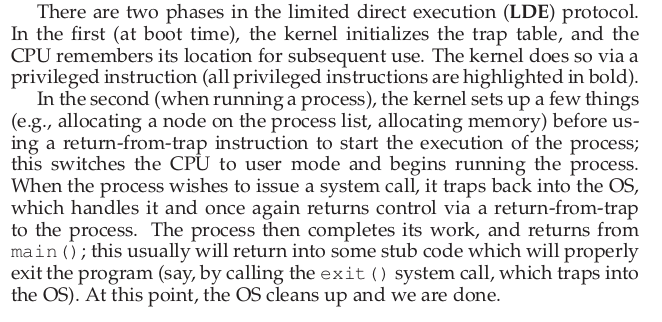 There are two phases in the limited direct execution (LDE) protocol.
In the first (at boot time), the kernel initializes the trap table, and the
CPU remembers its location for subsequent use. The kernel does so via a
privileged instruction (all privileged instructions are highlighted in bold).
In the second (when running a process), the kernel sets up a few things
(e.g., allocating a node on the process list, allocating memory) before us-
ing a return-from-trap instruction to start the execution of the process;
this switches the CPU to user mode and begins running the process.
When the process wishes to issue a system call, it traps back into the OS,
which handles it and once again returns control via a return-from-trap
to the process. The process then completes its work, and returns from
main(); this usually will return into some stub code which will properly
exit the program (say, by calling the exit() system call, which traps into
the OS). At this point, the OS cleans up and we are done.